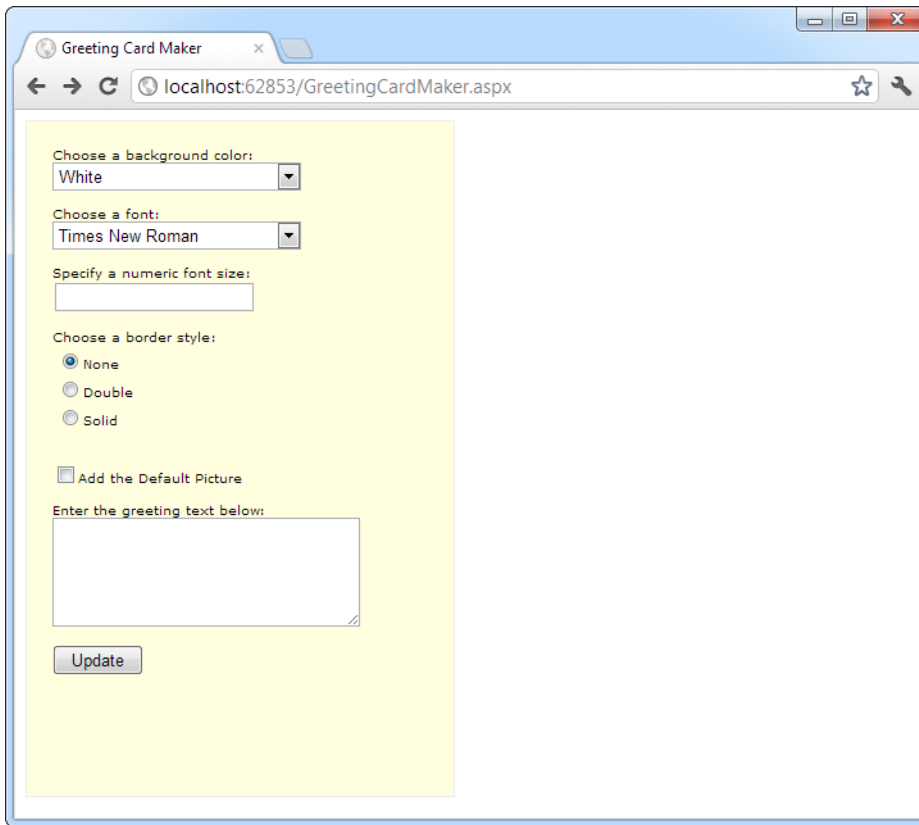 Greeting Card Maker
localhost:62853/GreetingCardMaker.aspx
Choose a background color:
White
Choose a font:
Times New Roman
Specify a numeric font size:
Choose a border style:
None
Double
Solid
Add the Default Picture
Enter the greeting text below:
Update